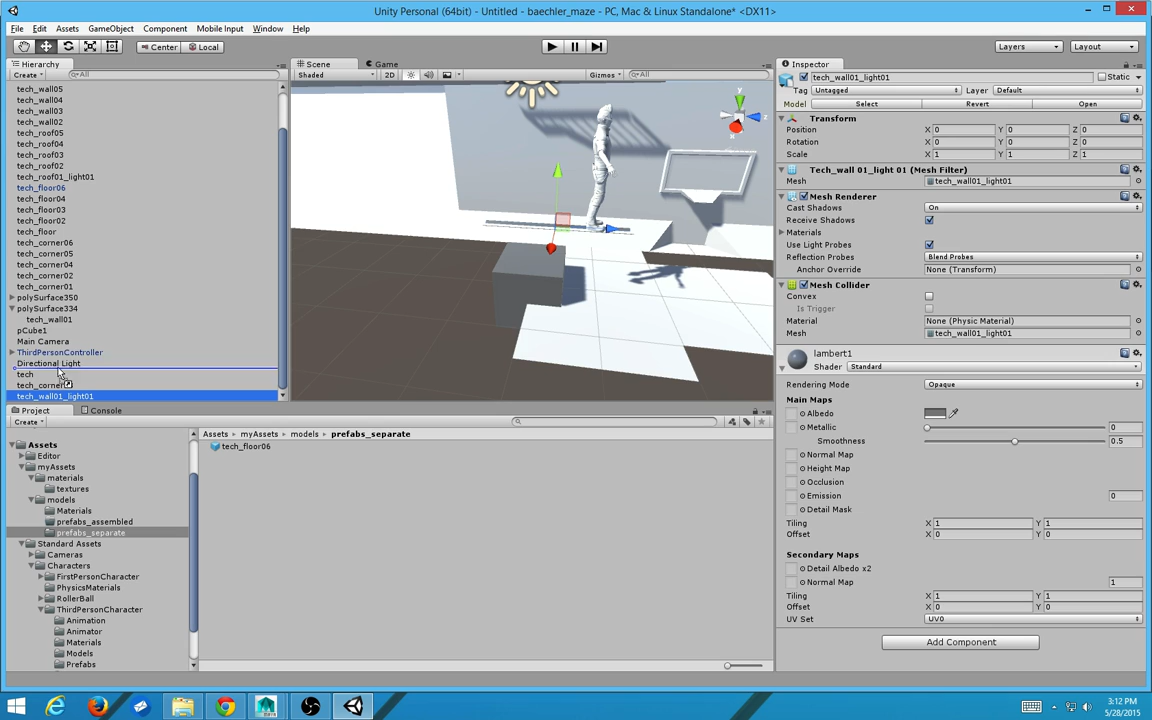 Unity Personal (64bit) - Untitled - baechler_maze - PC, Mac & Linux Standalone* <DX11>
File Edit Assets GameObject Component Mobile Input Window Help
Center Local Layers Layout
Hierarchy
Create All
tech_wall05
tech_wall04
tech_wall03
tech_wall02
tech_roof05
tech_roof04
tech_roof03
tech_roof02
tech_roof01_light01
tech_floor06
tech_floor04
tech_floor03
tech_floor02
tech_floor
tech_corner06
tech_corner05
tech_corner04
tech_corner02
tech_corner01
polySurface350
polySurface334
tech_wall01
pCube1
Main Camera
ThirdPersonController
Directional Light
tech
tech_corner
tech_wall01_light01
Scene Game
Shaded 2D Gizmos All
y
z
x
Inspector
tech_wall01_light01 Static
Tag Untagged Layer Default
Model Select Revert Open
Transform
Position X 0 Y 0 Z 0
Rotation X 0 Y 0 Z 0
Scale X 1 Y 1 Z 1
Tech_wall 01_light 01 (Mesh Filter)
Mesh tech_wall01_light01
Mesh Renderer
Cast Shadows On
Receive Shadows
Materials
Use Light Probes
Reflection Probes Blend Probes
Anchor Override None (Transform)
Mesh Collider
Convex
Is Trigger
Material None (Physic Material)
Mesh tech_wall01_light01
lambert1
Shader Standard
Rendering Mode Opaque
Main Maps
Albedo
Metallic 0
Smoothness 0.5
Normal Map
Height Map
Occlusion
Emission 0
Detail Mask
Tiling X 1 Y 1
Offset X 0 Y 0
Secondary Maps
Detail Albedo x2
Normal Map 1
Tiling X 1 Y 1
Offset X 0 Y 0
UV Set UV0
Add Component
Project Console
Create
Assets
Editor
myAssets
materials
textures
models
Materials
prefabs_assembled
prefabs_separate
Standard Assets
Cameras
Characters
FirstPersonCharacter
PhysicsMaterials
RollerBall
ThirdPersonCharacter
Animation
Animator
Materials
Models
Prefabs
Assets ▸ myAssets ▸ models ▸ prefabs_separate
tech_floor06
3:12 PM
5/28/2015